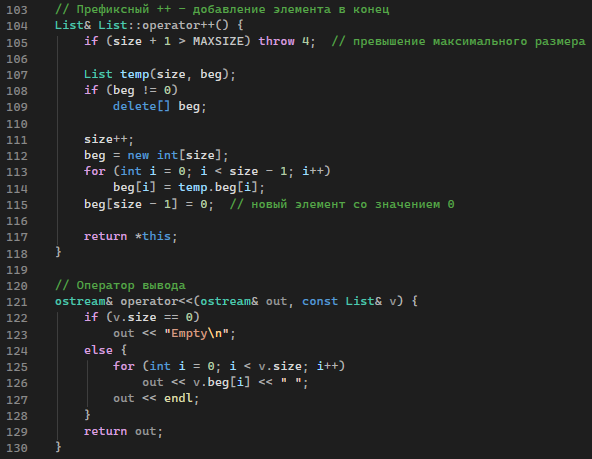 103 // Префиксный ++ — добавление элемента в конец
104 List& List::operator++() {
105     if (size + 1 > MAXSIZE) throw 4;  // превышение максимального размера
106
107     List temp(size, beg);
108     if (beg != 0)
109         delete[] beg;
110
111     size++;
112     beg = new int[size];
113     for (int i = 0; i < size - 1; i++)
114         beg[i] = temp.beg[i];
115     beg[size - 1] = 0;  // новый элемент со значением 0
116
117     return *this;
118 }
119
120 // Оператор вывода
121 ostream& operator<<(ostream& out, const List& v) {
122     if (v.size == 0)
123         out << "Empty\n";
124     else {
125         for (int i = 0; i < v.size; i++)
126             out << v.beg[i] << " ";
127         out << endl;
128     }
129     return out;
130 }